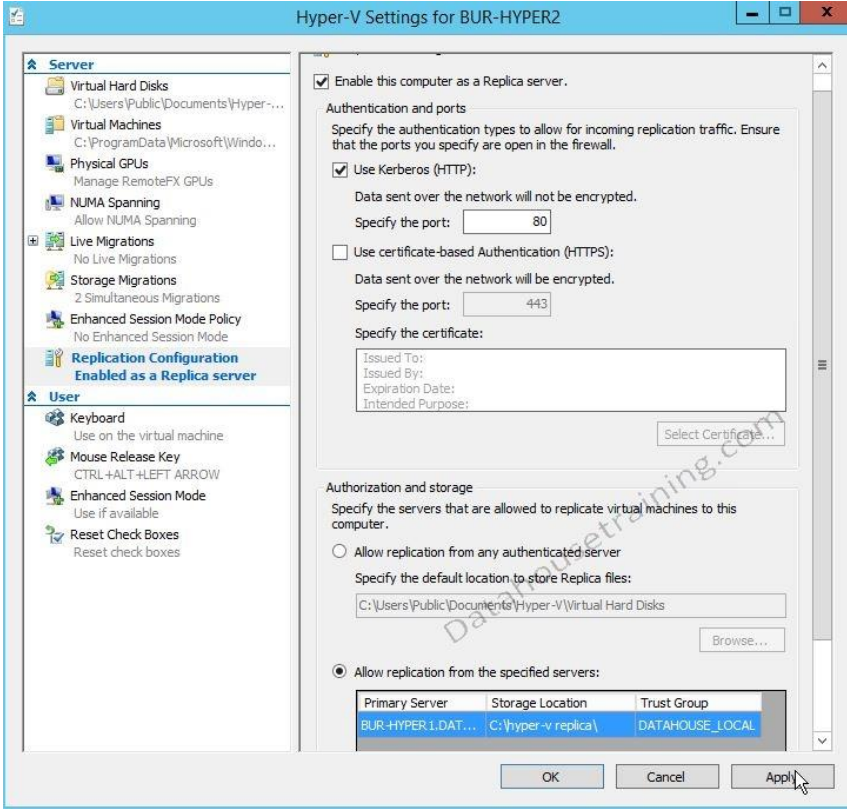 Hyper-V Settings for BUR-HYPER2
Server
Virtual Hard Disks
C:\Users\Public\Documents\Hyper-...
Virtual Machines
C:\ProgramData\Microsoft\Windo...
Physical GPUs
Manage RemoteFX GPUs
NUMA Spanning
Allow NUMA Spanning
Live Migrations
No Live Migrations
Storage Migrations
2 Simultaneous Migrations
Enhanced Session Mode Policy
No Enhanced Session Mode
Replication Configuration
Enabled as a Replica server
User
Keyboard
Use on the virtual machine
Mouse Release Key
CTRL+ALT+LEFT ARROW
Enhanced Session Mode
Use if available
Reset Check Boxes
Reset check boxes
Enable this computer as a Replica server.
Authentication and ports
Specify the authentication types to allow for incoming replication traffic. Ensure
that the ports you specify are open in the firewall.
Use Kerberos (HTTP):
Data sent over the network will not be encrypted.
Specify the port: 80
Use certificate-based Authentication (HTTPS):
Data sent over the network will be encrypted.
Specify the port: 443
Specify the certificate:
Issued To:
Issued By:
Expiration Date:
Intended Purpose:
Select Certificate...
Authorization and storage
Specify the servers that are allowed to replicate virtual machines to this
computer.
Allow replication from any authenticated server
Specify the default location to store Replica files:
C:\Users\Public\Documents\Hyper-V\Virtual Hard Disks
Browse...
Allow replication from the specified servers:
Primary Server Storage Location Trust Group
BUR-HYPER1.DAT... C:\hyper-v replica\ DATAHOUSE_LOCAL
OK Cancel Apply
Datahousetraining.com